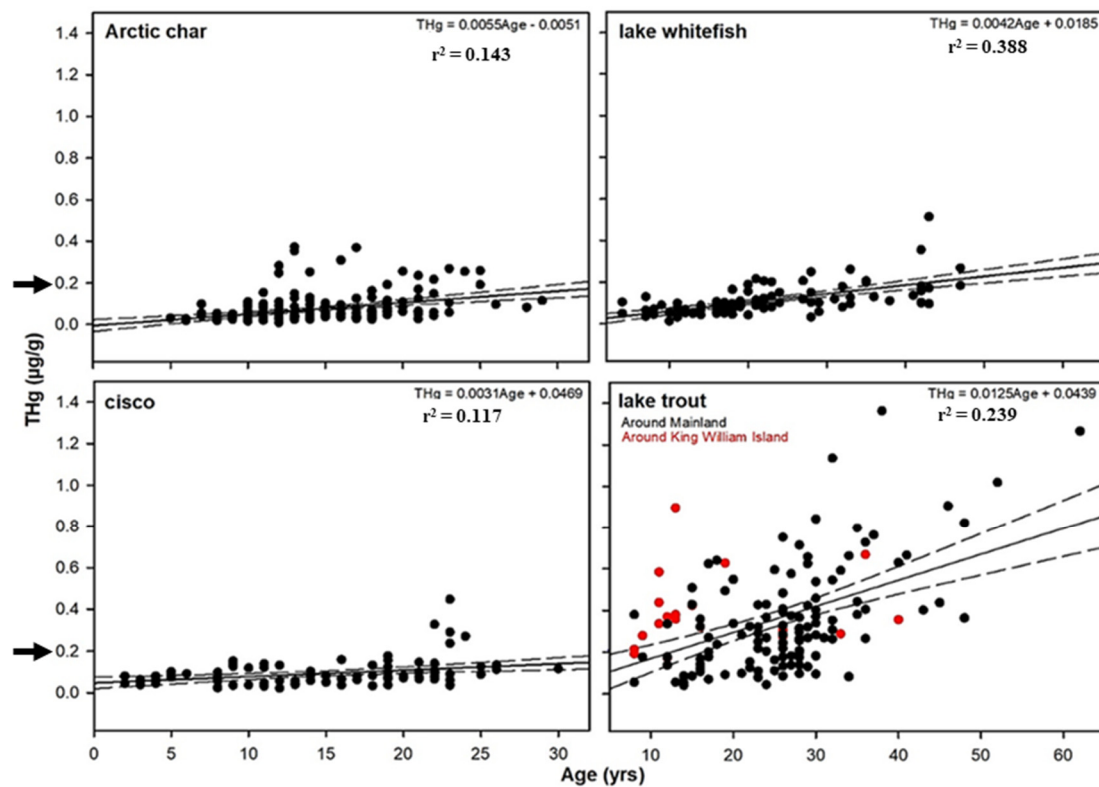 Arctic char
THg = 0.0055Age - 0.0051
r² = 0.143
1.4
1.2
1.0
0.8
0.6
0.4
0.2
0.0
lake whitefish
THg = 0.0042Age + 0.0185
r² = 0.388
THg (µg/g)
cisco
THg = 0.0031Age + 0.0469
r² = 0.117
1.4
1.2
1.0
0.8
0.6
0.4
0.2
0.0
0 5 10 15 20 25 30
lake trout
Around Mainland
Around King William Island
THg = 0.0125Age + 0.0439
r² = 0.239
10 20 30 40 50 60
Age (yrs)